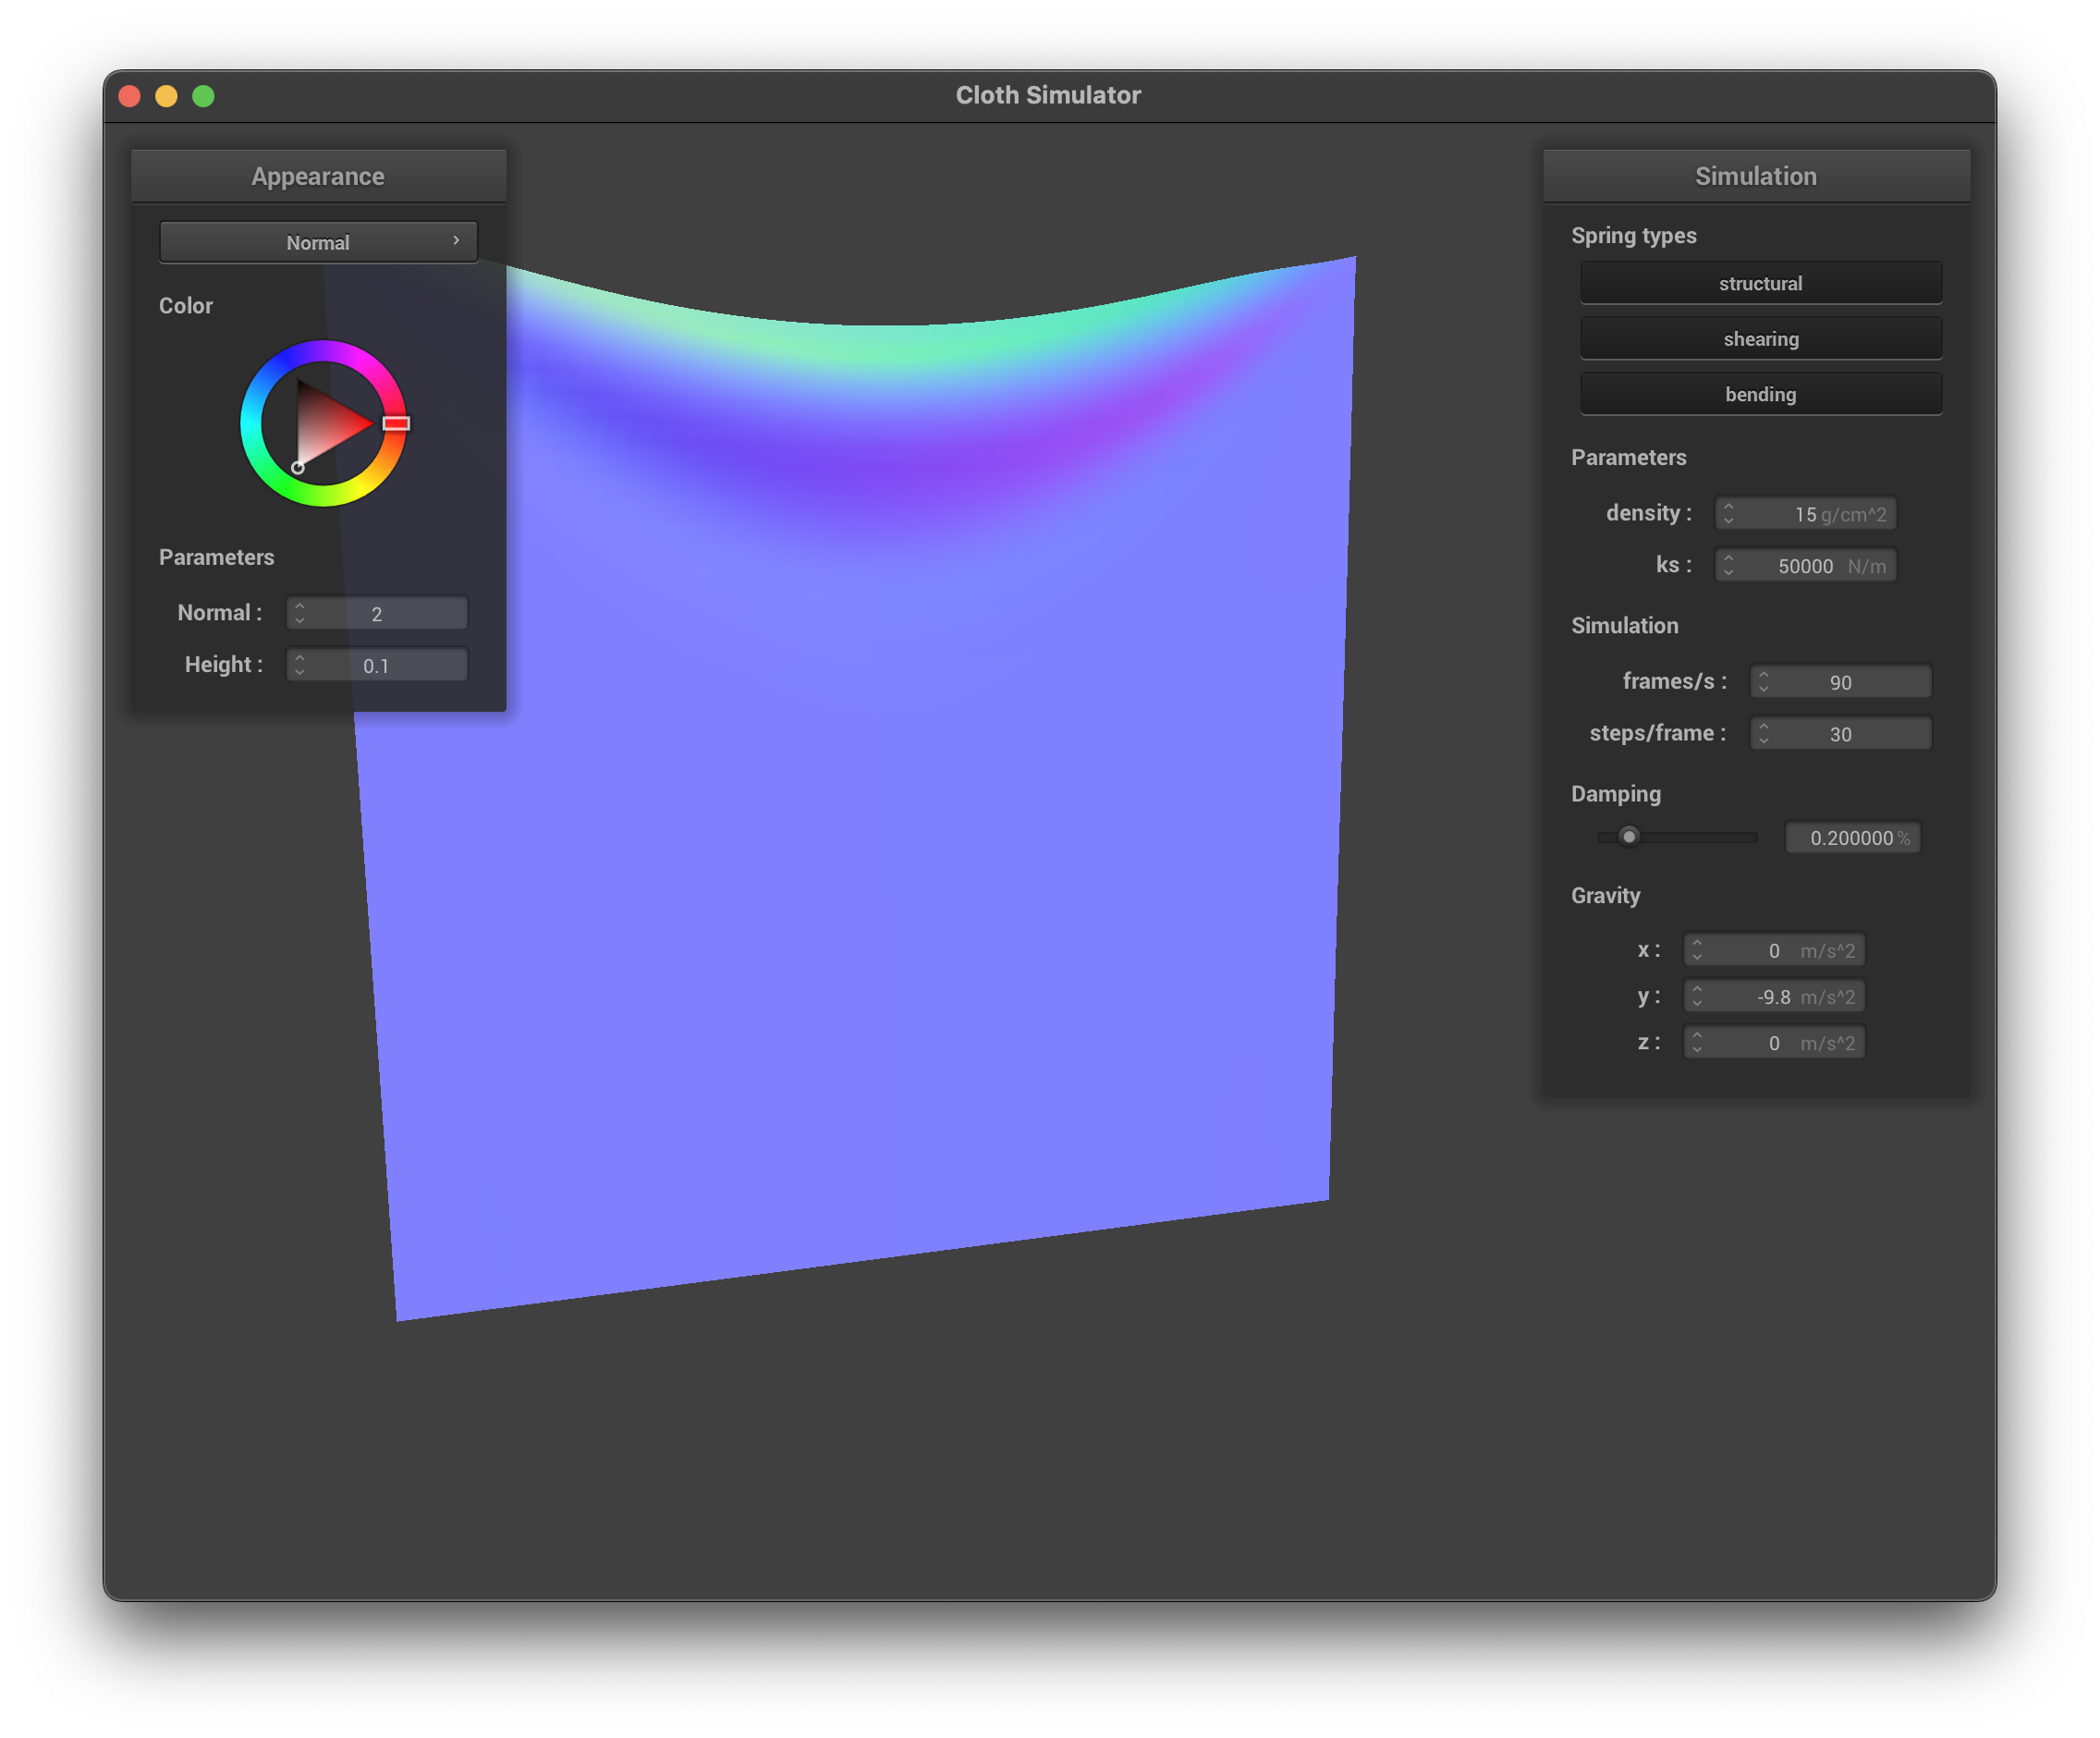 Cloth Simulator
Appearance
Normal
Color
Parameters
Normal : 2
Height : 0.1
Simulation
Spring types
structural
shearing
bending
Parameters
density : 15 g/cm^2
ks : 50000 N/m
Simulation
frames/s : 90
steps/frame : 30
Damping
0.200000 %
Gravity
x : 0 m/s^2
y : -9.8 m/s^2
z : 0 m/s^2